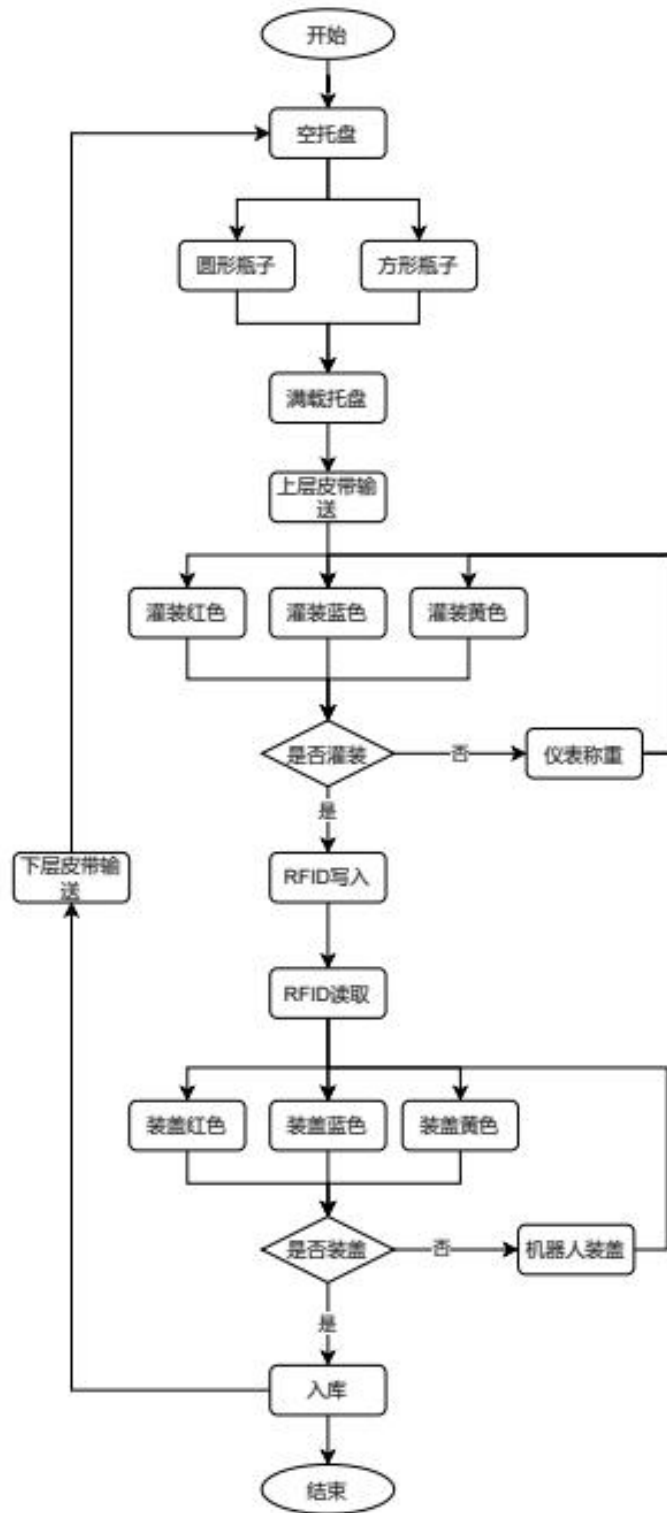 开始
空托盘
圆形瓶子
方形瓶子
满载托盘
上层皮带输
送
灌装红色
灌装蓝色
灌装黄色
是否灌装
否
仪表称重
是
下层皮带输
送
RFID写入
RFID读取
装盖红色
装盖蓝色
装盖黄色
是否装盖
否
机器人装盖
是
入库
结束